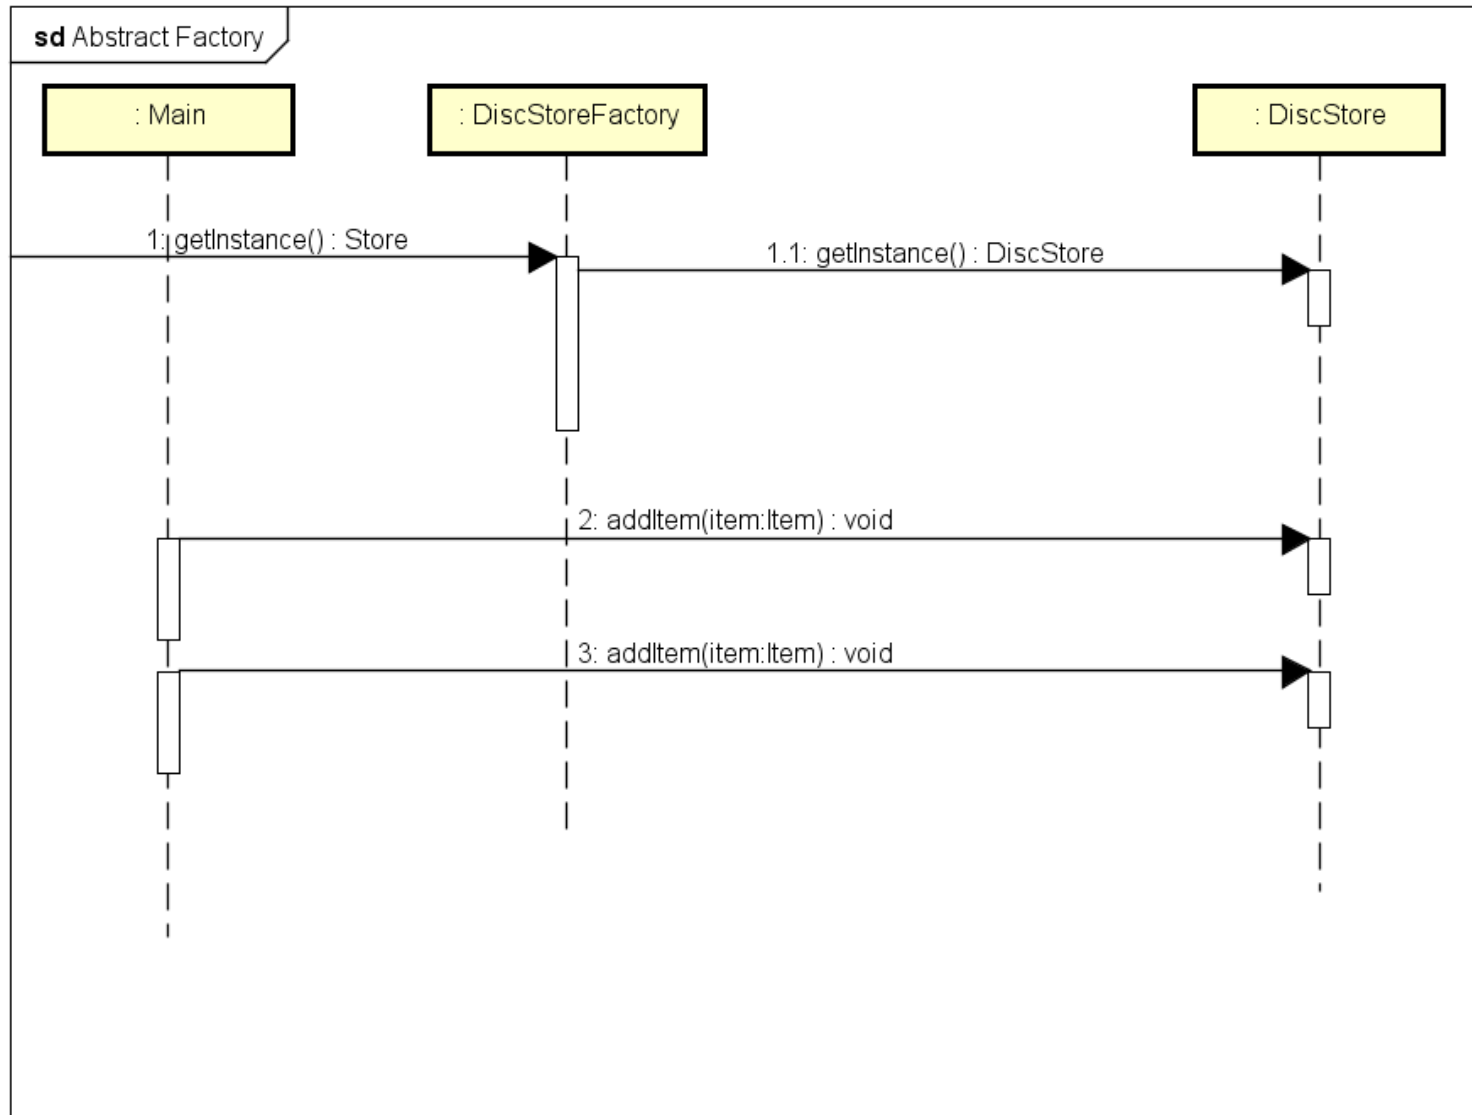 sd Abstract Factory
: Main
: DiscStoreFactory
: DiscStore
1: getInstance() : Store
1.1: getInstance() : DiscStore
2: addItem(item:Item) : void
3: addItem(item:Item) : void